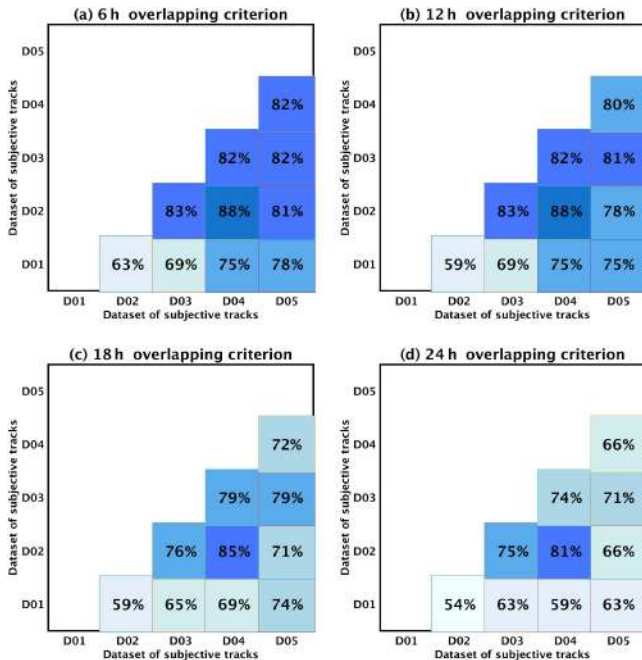 (a) 6 h overlapping criterion
D05
D04
82%
D03
82% 82%
D02
83% 88% 81%
D01
63% 69% 75% 78%
D01 D02 D03 D04 D05
Dataset of subjective tracks
Dataset of subjective tracks
(b) 12 h overlapping criterion
D05
D04
80%
D03
82% 81%
D02
83% 88% 78%
D01
59% 69% 75% 75%
D01 D02 D03 D04 D05
Dataset of subjective tracks
Dataset of subjective tracks
(c) 18 h overlapping criterion
D05
D04
72%
D03
79% 79%
D02
76% 85% 71%
D01
59% 65% 69% 74%
D01 D02 D03 D04 D05
Dataset of subjective tracks
Dataset of subjective tracks
(d) 24 h overlapping criterion
D05
D04
66%
D03
74% 71%
D02
75% 81% 66%
D01
54% 63% 59% 63%
D01 D02 D03 D04 D05
Dataset of subjective tracks
Dataset of subjective tracks